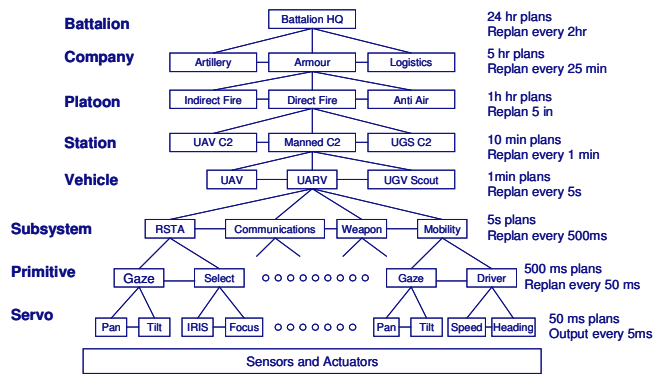 Battalion
Battalion HQ
24 hr plans
Replan every 2hr
Company
Artillery
Armour
Logistics
5 hr plans
Replan every 25 min
Platoon
Indirect Fire
Direct Fire
Anti Air
1h hr plans
Replan 5 in
Station
UAV C2
Manned C2
UGS C2
10 min plans
Replan every 1 min
Vehicle
UAV
UARV
UGV Scout
1min plans
Replan every 5s
Subsystem
RSTA
Communications
Weapon
Mobility
5s plans
Replan every 500ms
Primitive
Gaze
Select
Gaze
Driver
500 ms plans
Replan every 50 ms
Servo
Pan
Tilt
IRIS
Focus
Pan
Tilt
Speed
Heading
50 ms plans
Output every 5ms
Sensors and Actuators